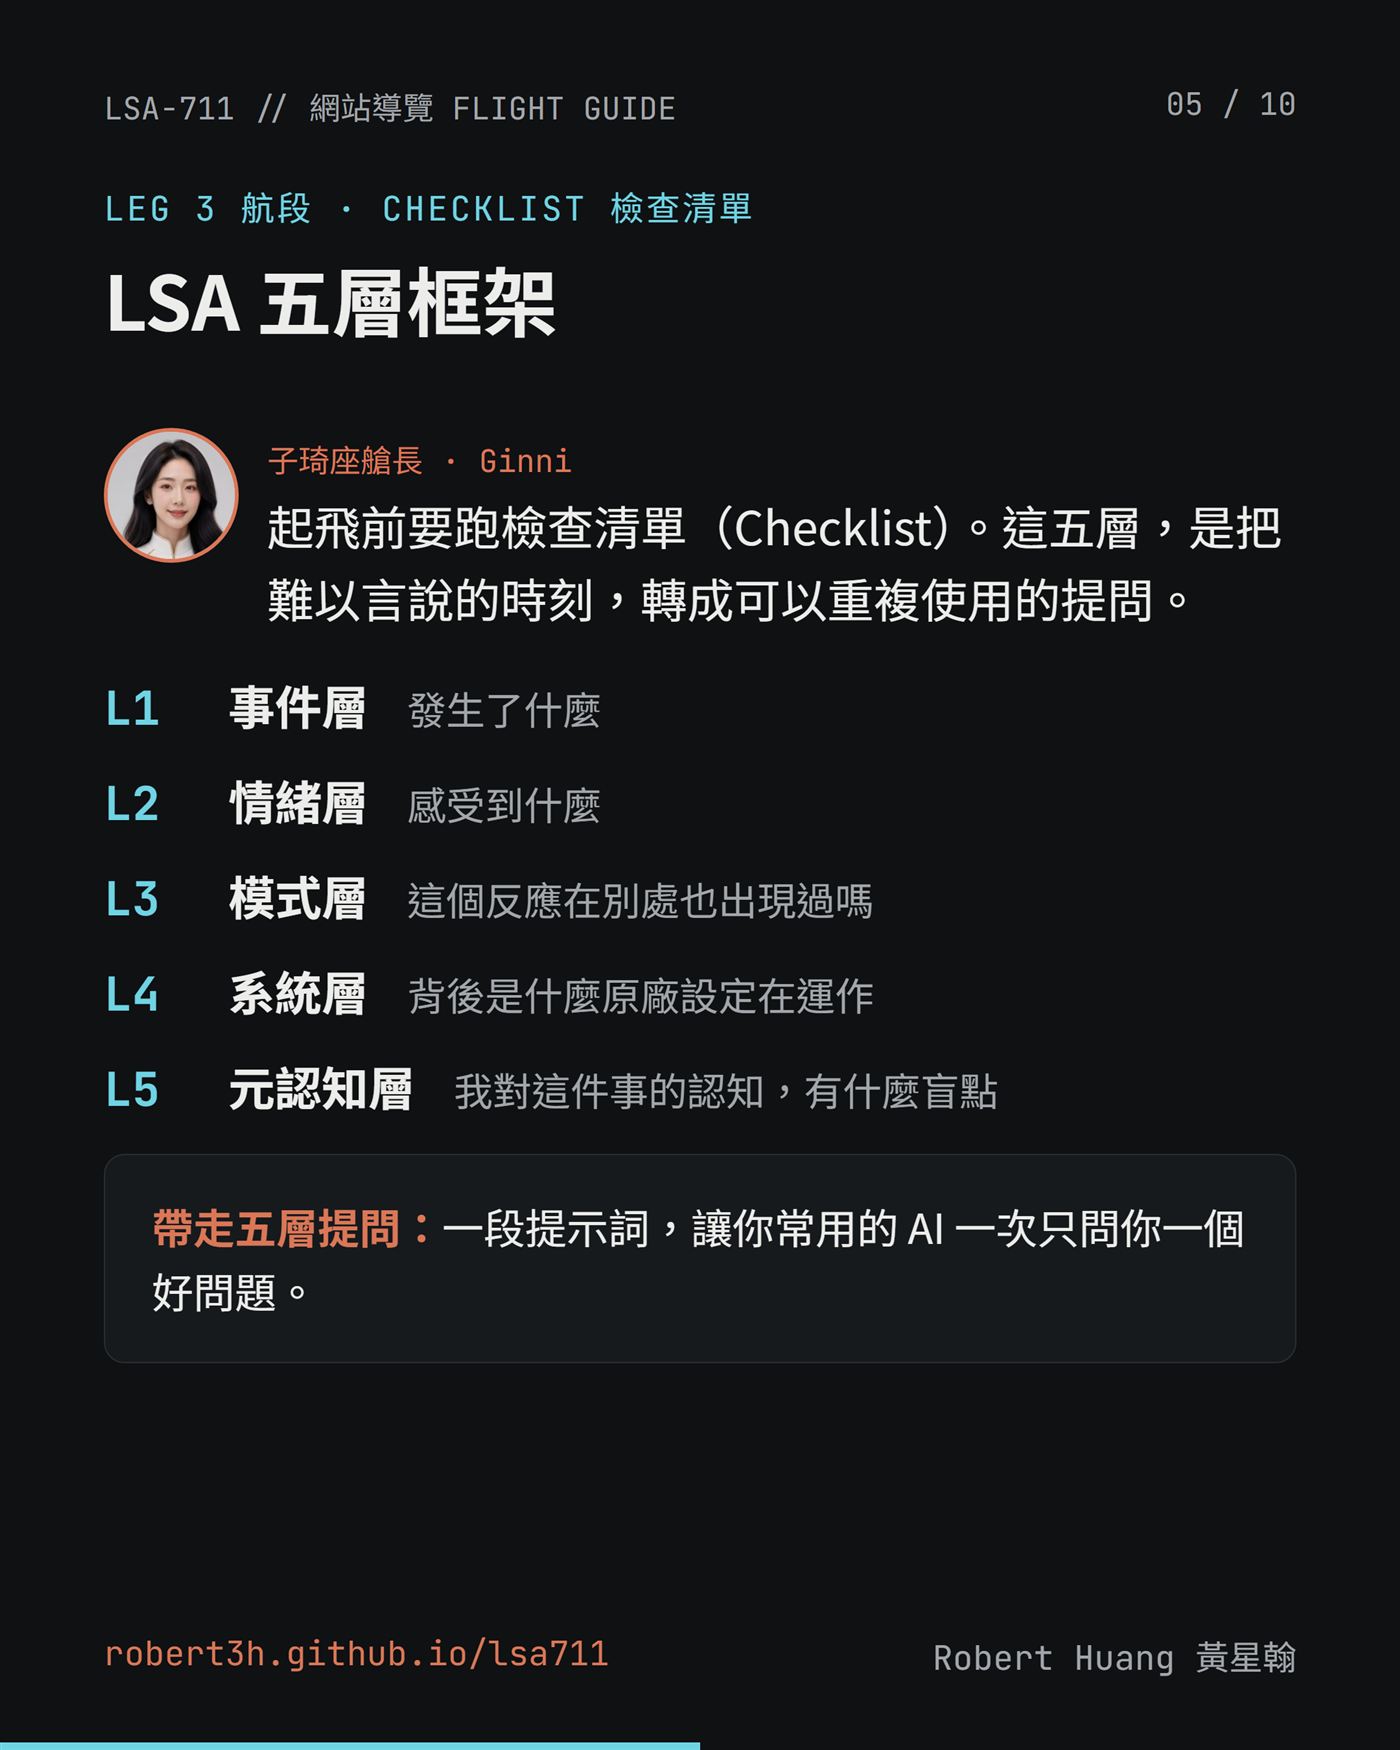 LSA-711 // 網站導覽 FLIGHT GUIDE
05 / 10
LEG 3 航段 · CHECKLIST 檢查清單
LSA 五層框架
子琦座艙長 · Ginni
起飛前要跑檢查清單（Checklist）。這五層，是把
難以言說的時刻，轉成可以重複使用的提問。
L1 事件層 發生了什麼
L2 情緒層 感受到什麼
L3 模式層 這個反應在別處也出現過嗎
L4 系統層 背後是什麼原廠設定在運作
L5 元認知層 我對這件事的認知，有什麼盲點
帶走五層提問：一段提示詞，讓你常用的 AI 一次只問你一個
好問題。
robert3h.github.io/lsa711
Robert Huang 黃星翰